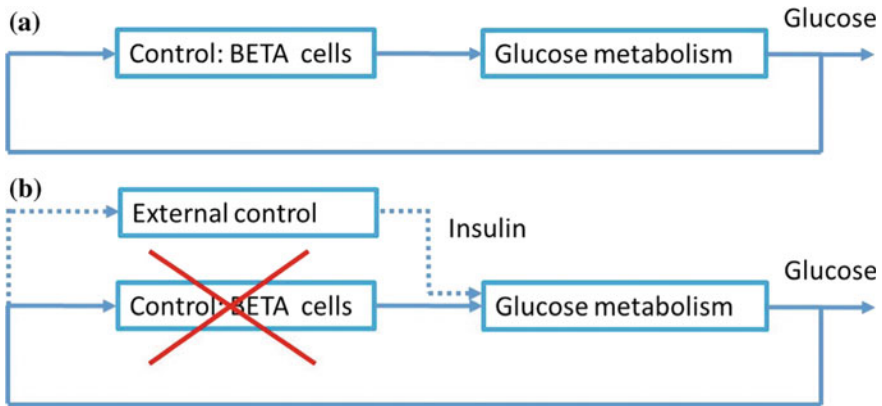 (a)
Glucose
Control: BETA cells
Glucose metabolism
(b)
External control
Insulin
Glucose
Control: BETA cells
Glucose metabolism